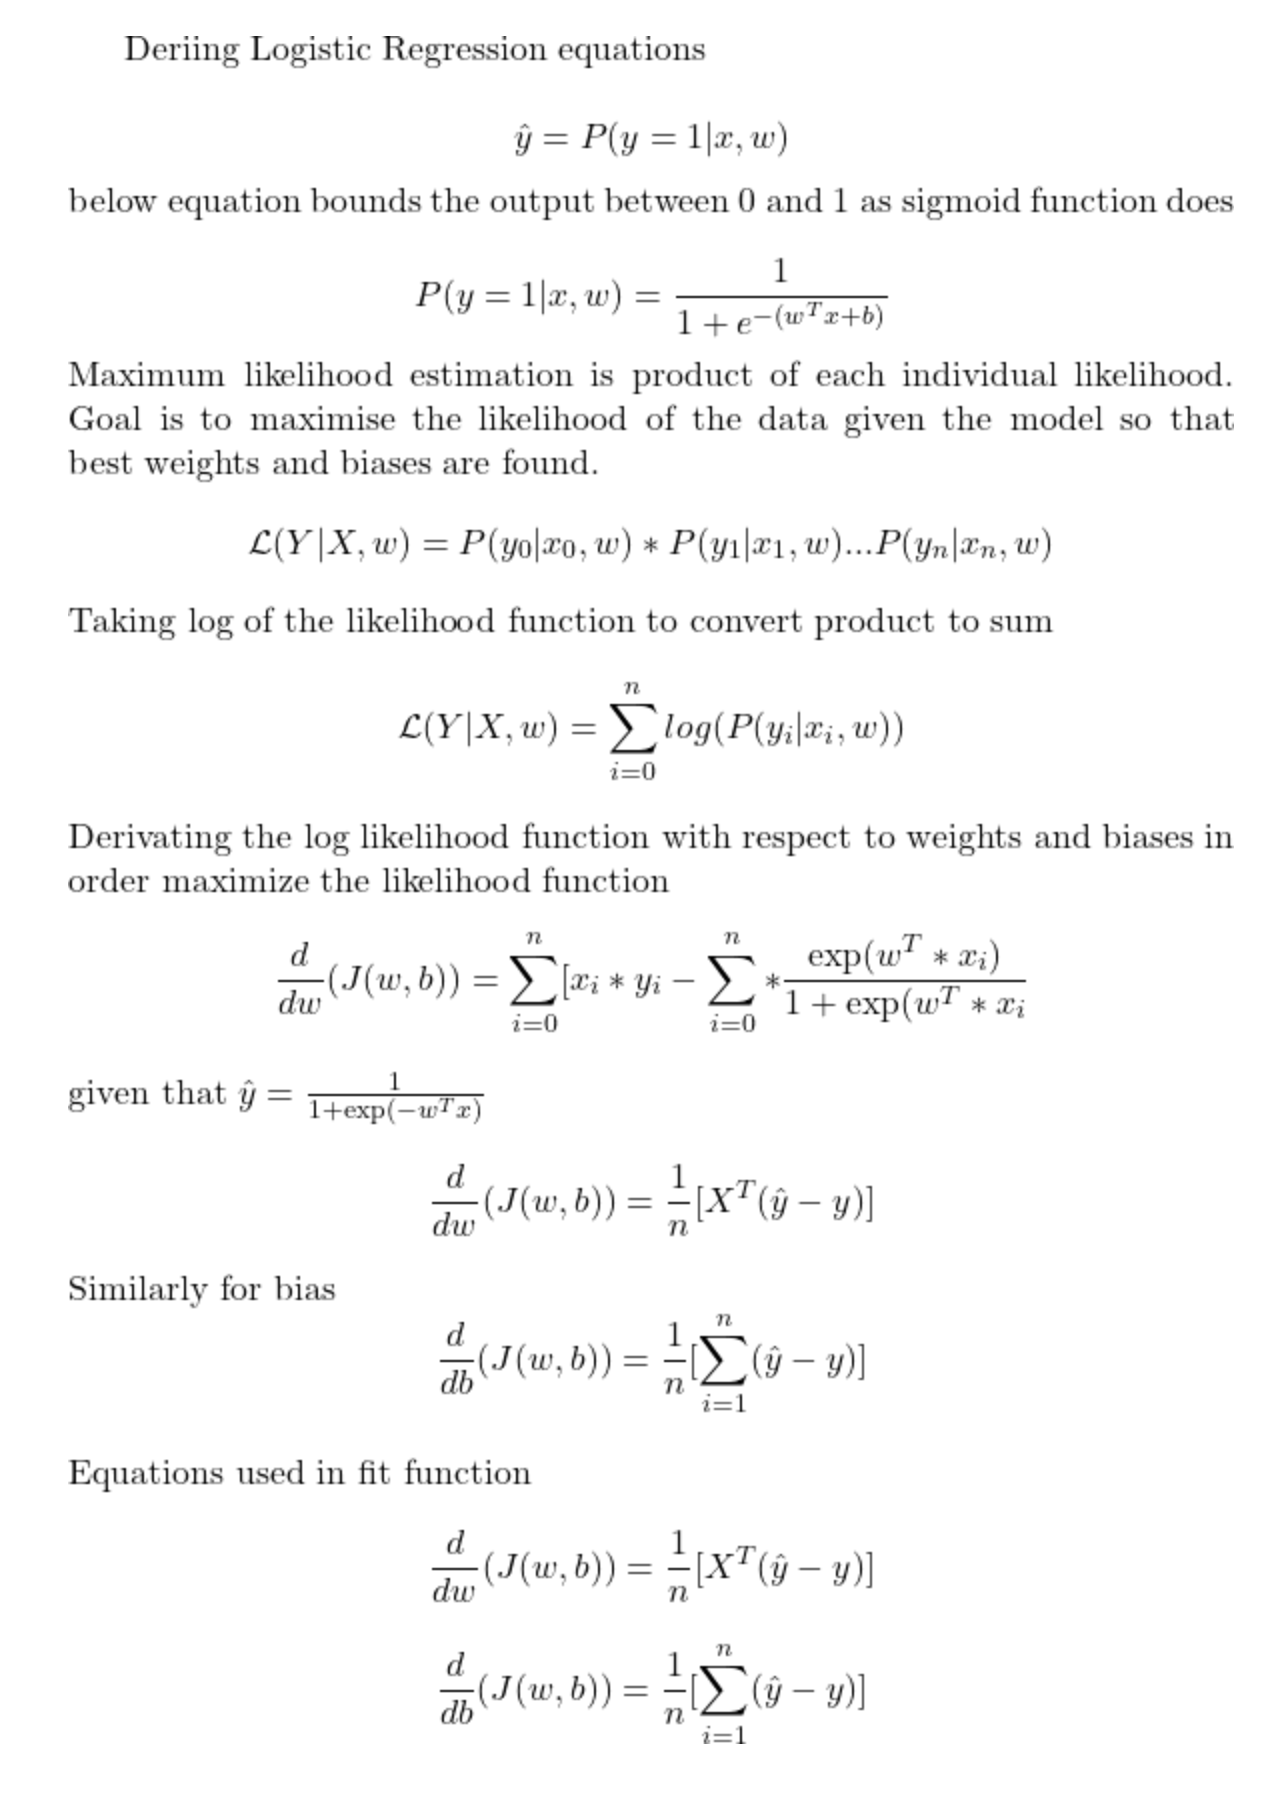 Deriing Logistic Regression equations
ŷ = P(y = 1|x, w)
below equation bounds the output between 0 and 1 as sigmoid function does
P(y = 1|x, w) = \frac{1}{1 + e^{-(w^T x+b)}}
Maximum likelihood estimation is product of each individual likelihood.
Goal is to maximise the likelihood of the data given the model so that
best weights and biases are found.
\mathcal{L}(Y|X, w) = P(y_0|x_0, w) * P(y_1|x_1, w)...P(y_n|x_n, w)
Taking log of the likelihood function to convert product to sum
\mathcal{L}(Y|X, w) = \sum_{i=0}^{n} log(P(y_i|x_i, w))
Derivating the log likelihood function with respect to weights and biases in
order maximize the likelihood function
\frac{d}{dw}(J(w, b)) = \sum_{i=0}^{n} [x_i * y_i - \sum_{i=0}^{n} * \frac{\exp(w^T * x_i)}{1 + \exp(w^T * x_i}
given that ŷ = \frac{1}{1+\exp(-w^T x)}
\frac{d}{dw}(J(w, b)) = \frac{1}{n}[X^T(ŷ - y)]
Similarly for bias
\frac{d}{db}(J(w, b)) = \frac{1}{n}[\sum_{i=1}^{n}(ŷ - y)]
Equations used in fit function
\frac{d}{dw}(J(w, b)) = \frac{1}{n}[X^T(ŷ - y)]
\frac{d}{db}(J(w, b)) = \frac{1}{n}[\sum_{i=1}^{n}(ŷ - y)]